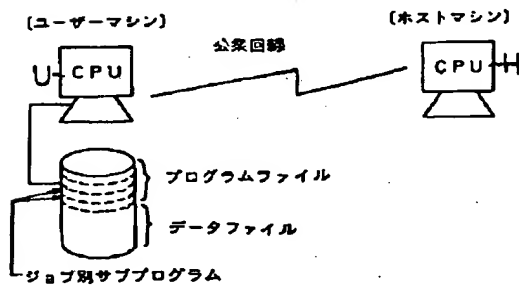 〔ユーザーマシン〕
〔ホストマシン〕
公衆回線
CPU
CPU
プログラムファイル
データファイル
ジョブ別サブプログラム